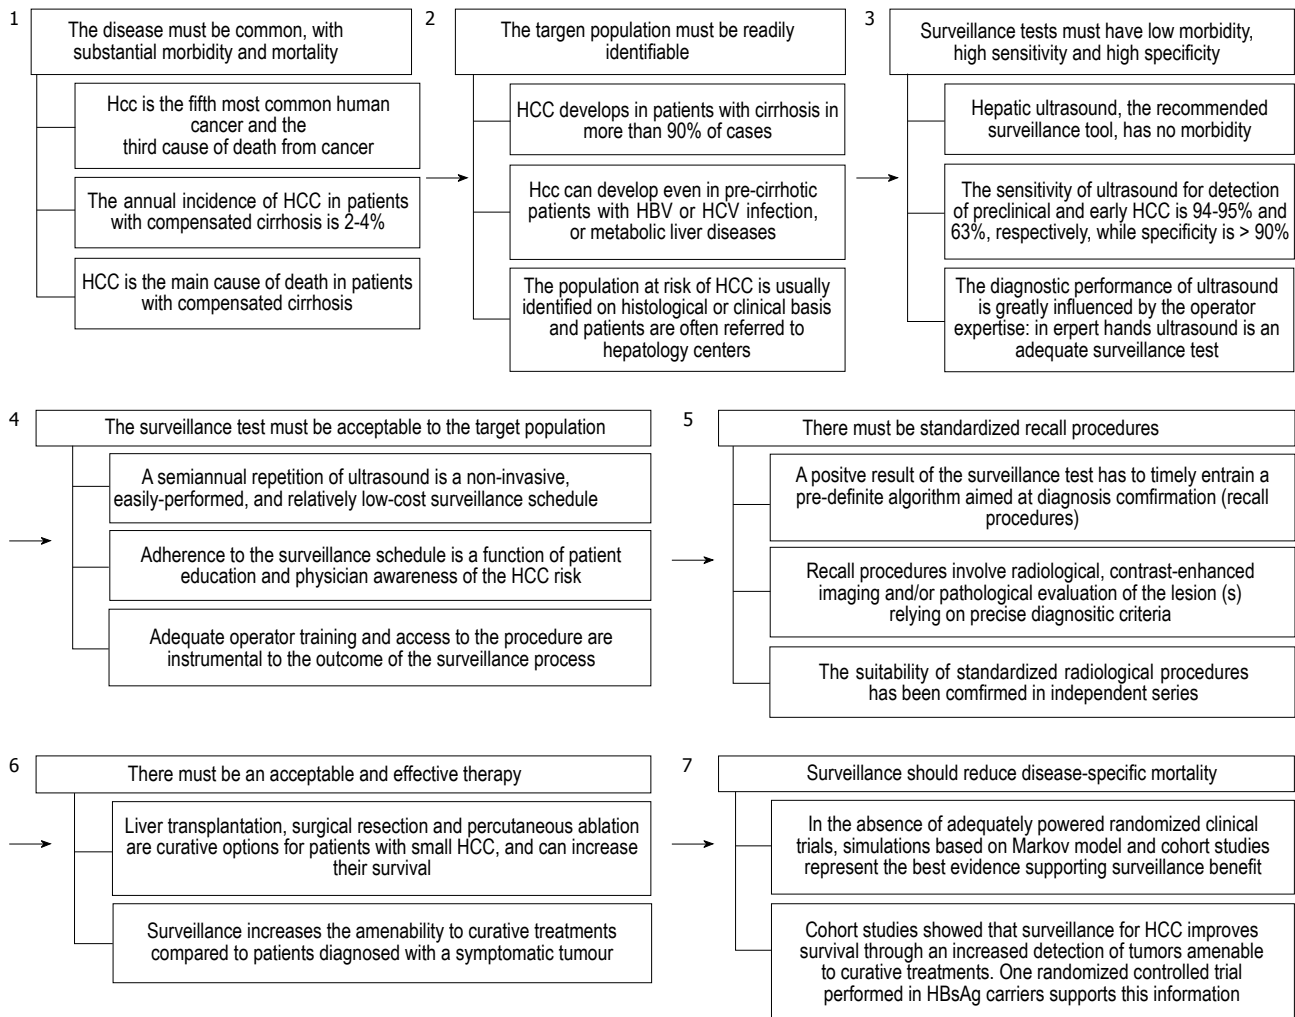 1
The disease must be common, with
substantial morbidity and mortality
Hcc is the fifth most common human
cancer and the
third cause of death from cancer
The annual incidence of HCC in patients
with compensated cirrhosis is 2-4%
HCC is the main cause of death in patients
with compensated cirrhosis
2
The targen population must be readily
identifiable
HCC develops in patients with cirrhosis in
more than 90% of cases
Hcc can develop even in pre-cirrhotic
patients with HBV or HCV infection,
or metabolic liver diseases
The population at risk of HCC is usually
identified on histological or clinical basis
and patients are often referred to
hepatology centers
3
Surveillance tests must have low morbidity,
high sensitivity and high specificity
Hepatic ultrasound, the recommended
surveillance tool, has no morbidity
The sensitivity of ultrasound for detection
of preclinical and early HCC is 94-95% and
63%, respectively, while specificity is > 90%
The diagnostic performance of ultrasound
is greatly influenced by the operator
expertise: in erpert hands ultrasound is an
adequate surveillance test
4
The surveillance test must be acceptable to the target population
A semiannual repetition of ultrasound is a non-invasive,
easily-performed, and relatively low-cost surveillance schedule
Adherence to the surveillance schedule is a function of patient
education and physician awareness of the HCC risk
Adequate operator training and access to the procedure are
instrumental to the outcome of the surveillance process
5
There must be standardized recall procedures
A positve result of the surveillance test has to timely entrain a
pre-definite algorithm aimed at diagnosis comfirmation (recall
procedures)
Recall procedures involve radiological, contrast-enhanced
imaging and/or pathological evaluation of the lesion (s)
relying on precise diagnositic criteria
The suitability of standardized radiological procedures
has been comfirmed in independent series
6
There must be an acceptable and effective therapy
Liver transplantation, surgical resection and percutaneous ablation
are curative options for patients with small HCC, and can increase
their survival
Surveillance increases the amenability to curative treatments
compared to patients diagnosed with a symptomatic tumour
7
Surveillance should reduce disease-specific mortality
In the absence of adequately powered randomized clinical
trials, simulations based on Markov model and cohort studies
represent the best evidence supporting surveillance benefit
Cohort studies showed that surveillance for HCC improves
survival through an increased detection of tumors amenable
to curative treatments. One randomized controlled trial
performed in HBsAg carriers supports this information